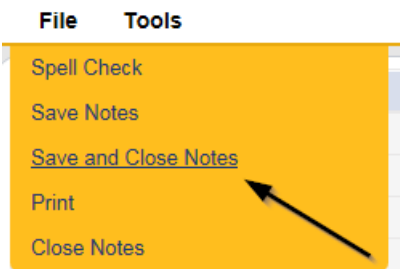 File Tools
Spell Check
Save Notes
Save and Close Notes
Print
Close Notes